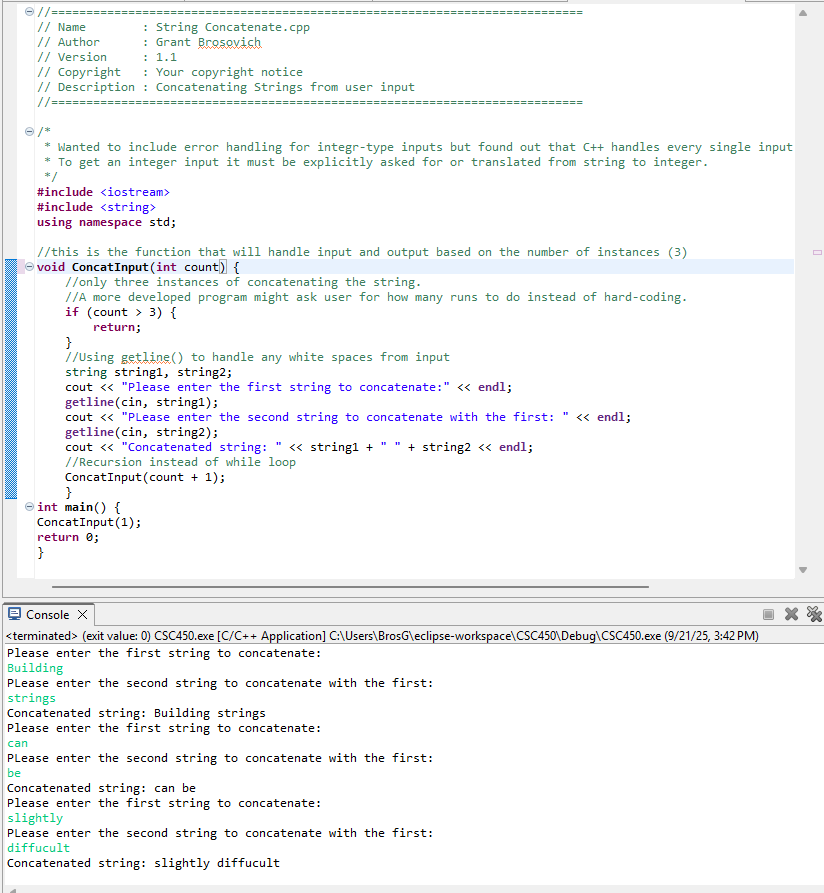 //============================================================================
// Name        : String Concatenate.cpp
// Author      : Grant Brosovich
// Version     : 1.1
// Copyright   : Your copyright notice
// Description : Concatenating Strings from user input
//============================================================================
/*
 * Wanted to include error handling for integr-type inputs but found out that C++ handles every single input
 * To get an integer input it must be explicitly asked for or translated from string to integer.
 */
#include <iostream>
#include <string>
using namespace std;
//this is the function that will handle input and output based on the number of instances (3)
void ConcatInput(int count) {
    //only three instances of concatenating the string.
    //A more developed program might ask user for how many runs to do instead of hard-coding.
    if (count > 3) {
        return;
    }
    //Using getline() to handle any white spaces from input
    string string1, string2;
    cout << "Please enter the first string to concatenate:" << endl;
    getline(cin, string1);
    cout << "PLease enter the second string to concatenate with the first: " << endl;
    getline(cin, string2);
    cout << "Concatenated string: " << string1 + " " + string2 << endl;
    //Recursion instead of while loop
    ConcatInput(count + 1);
    }
int main() {
ConcatInput(1);
return 0;
}
Console
<terminated> (exit value: 0) CSC450.exe [C/C++ Application] C:\Users\BrosG\eclipse-workspace\CSC450\Debug\CSC450.exe (9/21/25, 3:42 PM)
Please enter the first string to concatenate:
Building
PLease enter the second string to concatenate with the first:
strings
Concatenated string: Building strings
Please enter the first string to concatenate:
can
PLease enter the second string to concatenate with the first:
be
Concatenated string: can be
Please enter the first string to concatenate:
slightly
PLease enter the second string to concatenate with the first:
diffucult
Concatenated string: slightly diffucult